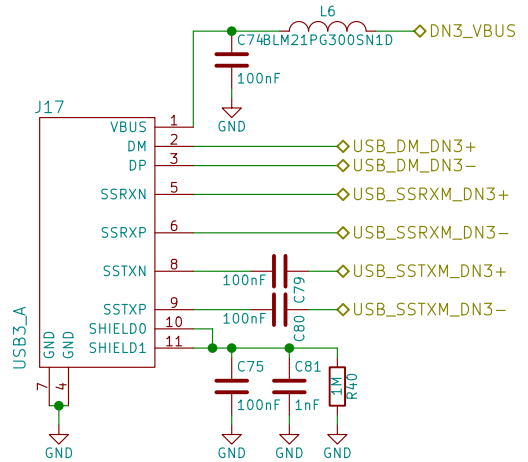 L6
C74
BLM21PG300SN1D
DN3_VBUS
100nF
GND
J17
VBUS 1
DM 2 USB_DM_DN3+
DP 3 USB_DM_DN3-
SSRXN 5 USB_SSRXM_DN3+
SSRXP 6 USB_SSRXM_DN3-
SSTXN 8 100nF C79 USB_SSTXM_DN3+
SSTXP 9 100nF C80 USB_SSTXM_DN3-
SHIELD0 10
SHIELD1 11
USB3_A
GND GND
7 4
C75 C81
100nF 1nF 1M R40
GND GND GND GND